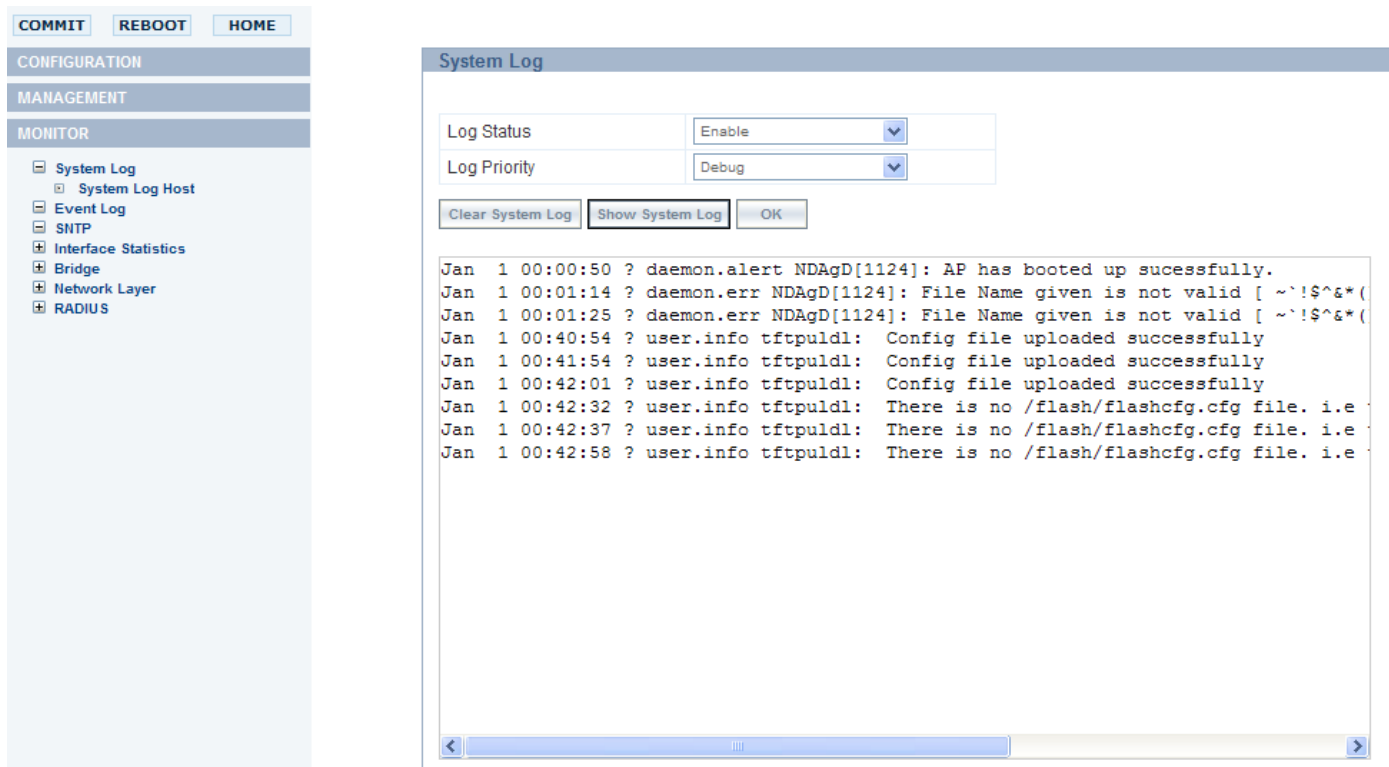 COMMIT REBOOT HOME
CONFIGURATION
MANAGEMENT
MONITOR
System Log
System Log Host
Event Log
SNTP
Interface Statistics
Bridge
Network Layer
RADIUS
System Log
Log Status Enable
Log Priority Debug
Clear System Log Show System Log OK
Jan  1 00:00:50 ? daemon.alert NDAgD[1124]: AP has booted up sucessfully.
Jan  1 00:01:14 ? daemon.err NDAgD[1124]: File Name given is not valid [ ~`!$^&*(
Jan  1 00:01:25 ? daemon.err NDAgD[1124]: File Name given is not valid [ ~`!$^&*(
Jan  1 00:40:54 ? user.info tftpuldl:  Config file uploaded successfully
Jan  1 00:41:54 ? user.info tftpuldl:  Config file uploaded successfully
Jan  1 00:42:01 ? user.info tftpuldl:  Config file uploaded successfully
Jan  1 00:42:32 ? user.info tftpuldl:  There is no /flash/flashcfg.cfg file. i.e
Jan  1 00:42:37 ? user.info tftpuldl:  There is no /flash/flashcfg.cfg file. i.e
Jan  1 00:42:58 ? user.info tftpuldl:  There is no /flash/flashcfg.cfg file. i.e